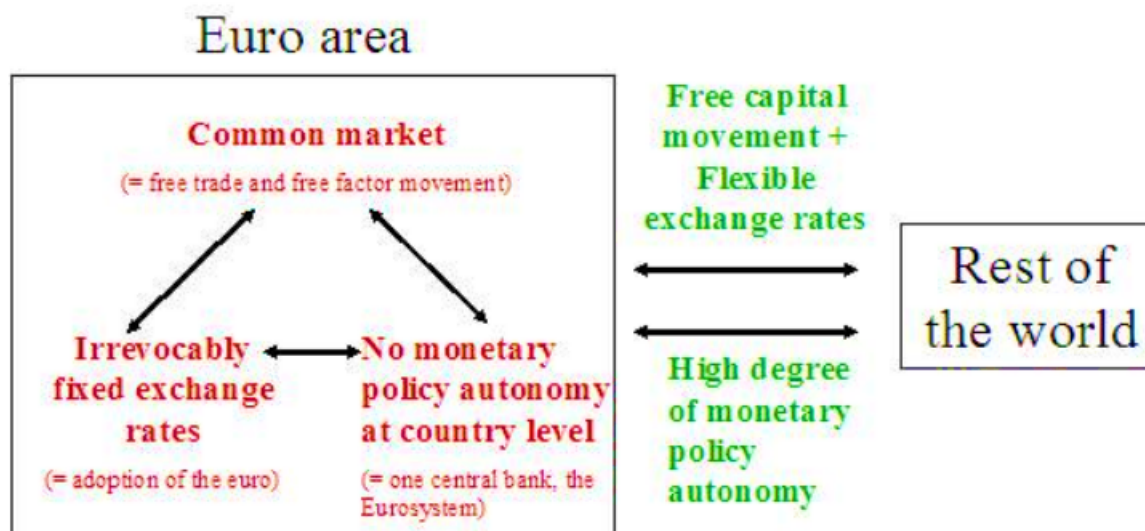 Euro area
Common market
(= free trade and free factor movement)
Irrevocably
fixed exchange
rates
(= adoption of the euro)
No monetary
policy autonomy
at country level
(= one central bank, the
Eurosystem)
Free capital
movement +
Flexible
exchange rates
High degree
of monetary
policy
autonomy
Rest of
the world